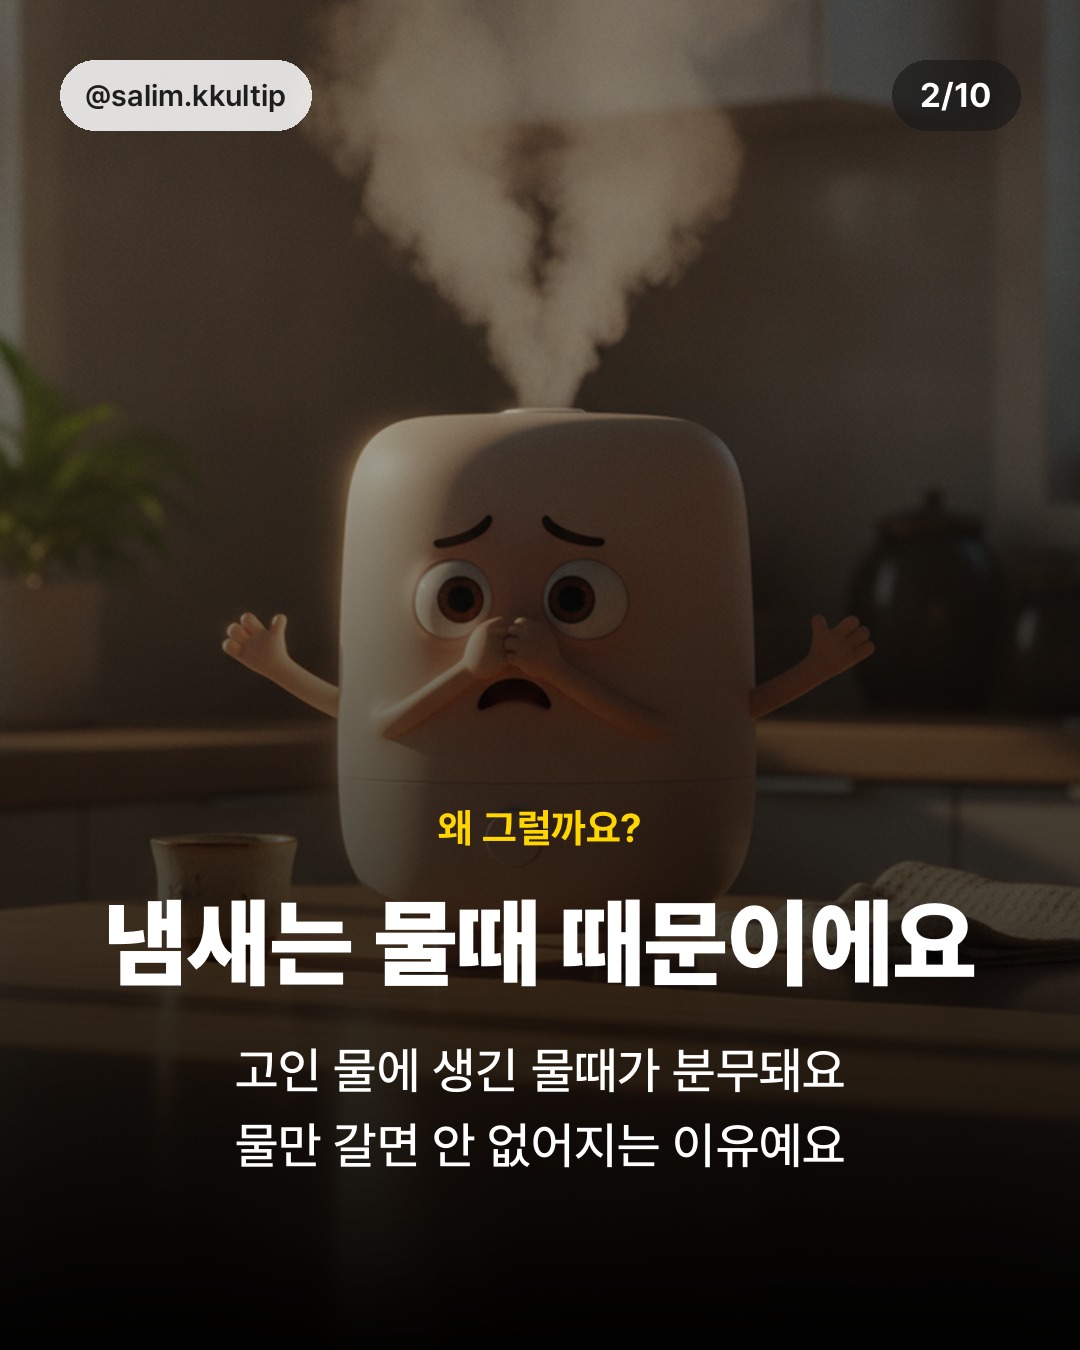 @salim.kkultip
2/10
왜 그럴까요?
냄새는 물때 때문이에요
고인 물에 생긴 물때가 분무돼요
물만 갈면 안 없어지는 이유예요